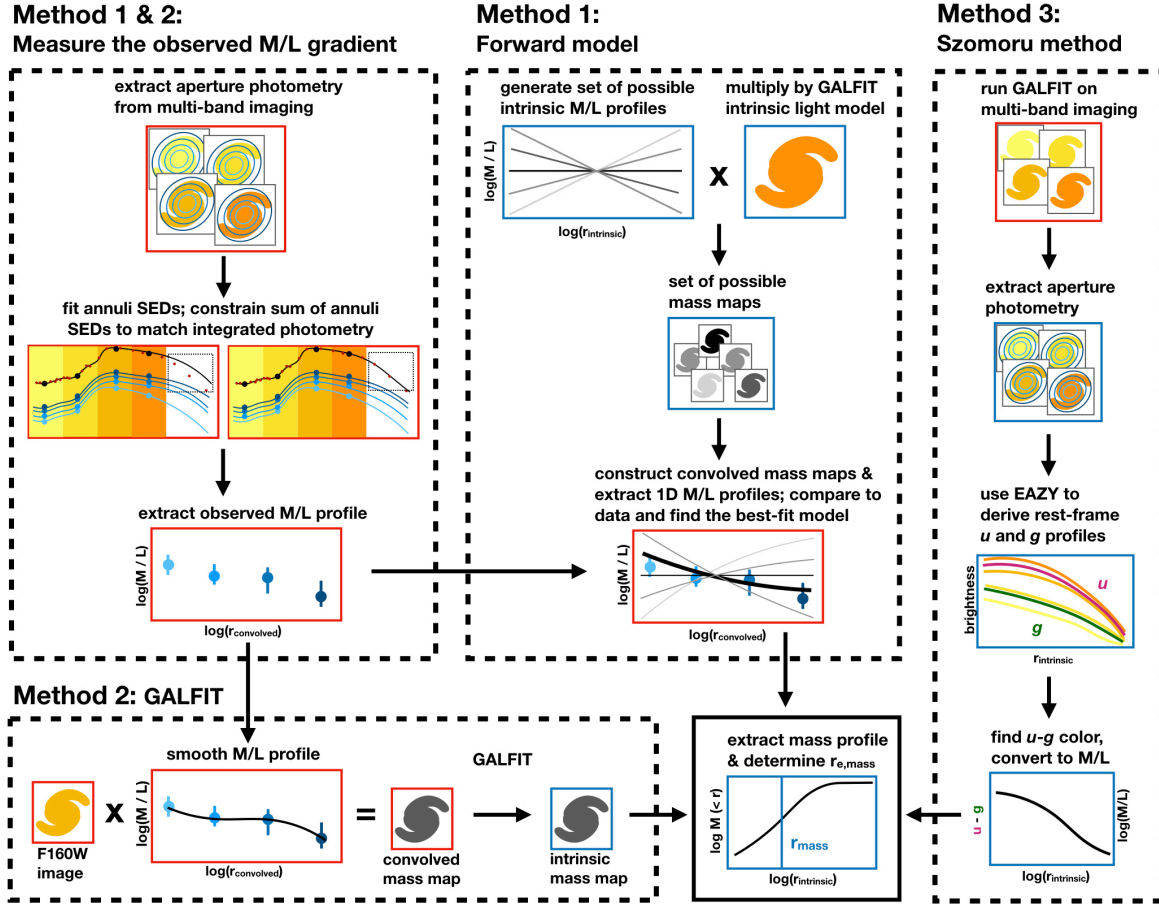 Method 1 & 2:
Measure the observed M/L gradient
extract aperture photometry
from multi-band imaging
fit annuli SEDs; constrain sum of annuli
SEDs to match integrated photometry
extract observed M/L profile
log(M / L)
log(rconvolved)
Method 1:
Forward model
generate set of possible
intrinsic M/L profiles
multiply by GALFIT
intrinsic light model
log(M / L)
X
log(rintrinsic)
set of possible
mass maps
construct convolved mass maps &
extract 1D M/L profiles; compare to
data and find the best-fit model
log(M / L)
log(rconvolved)
Method 2: GALFIT
smooth M/L profile
GALFIT
X
log(M / L)
=
F160W
image
log(rconvolved)
convolved
mass map
intrinsic
mass map
extract mass profile
& determine re,mass
log M (< r)
rmass
log(rintrinsic)
Method 3:
Szomoru method
run GALFIT on
multi-band imaging
extract aperture
photometry
use EAZY to
derive rest-frame
u and g profiles
brightness
u
g
rintrinsic
find u-g color,
convert to M/L
u - g
log(M/L)
log(rintrinsic)